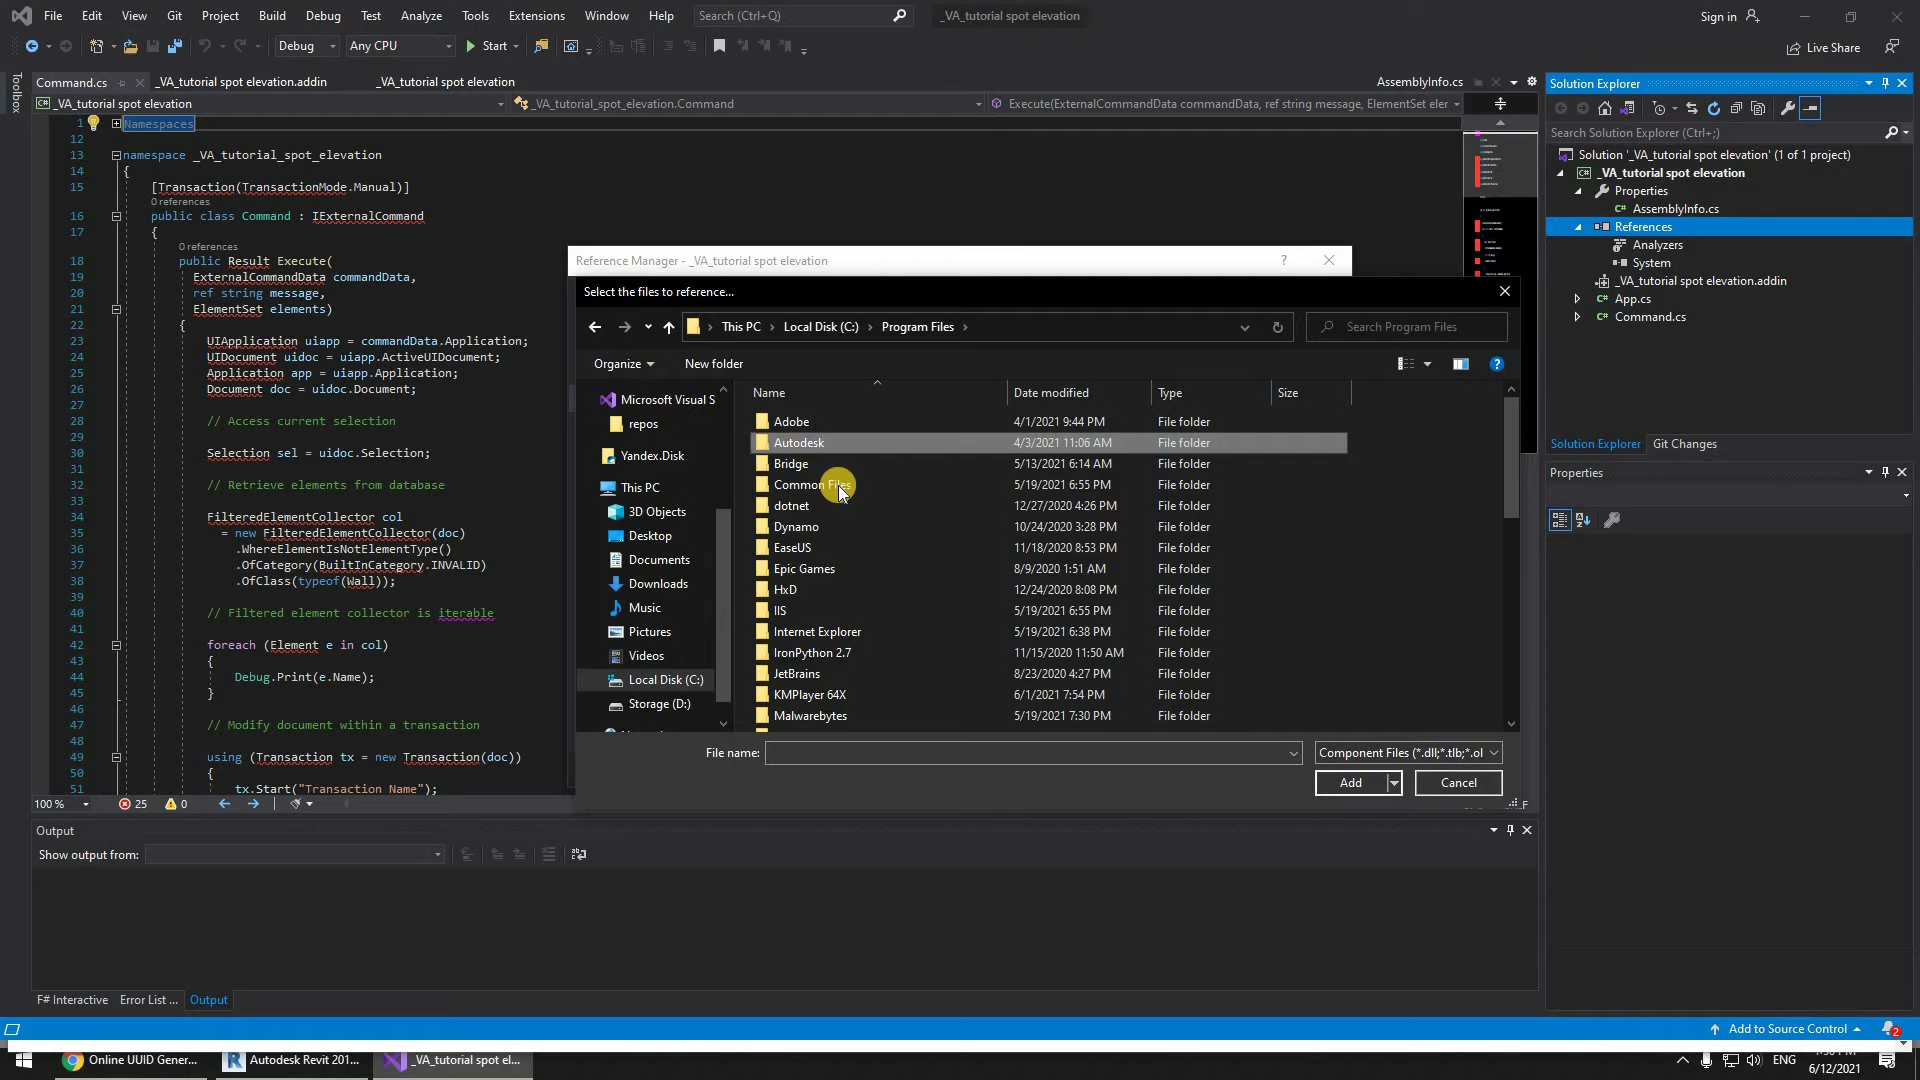 File Edit View Git Project Build Debug Test Analyze Tools Extensions Window Help Search (Ctrl+Q) _VA_tutorial spot elevation Sign in
Debug Any CPU Start Live Share
Toolbox
Command.cs _VA_tutorial spot elevation.addin _VA_tutorial spot elevation AssemblyInfo.cs
_VA_tutorial spot elevation _VA_tutorial_spot_elevation.Command Execute(ExternalCommandData commandData, ref string message, ElementSet eler
1 Namespaces
12
13 namespace _VA_tutorial_spot_elevation
14 {
15 [Transaction(TransactionMode.Manual)]
0 references
16 public class Command : IExternalCommand
17 {
0 references
18 public Result Execute(
19 ExternalCommandData commandData,
20 ref string message,
21 ElementSet elements)
22 {
23 UIApplication uiapp = commandData.Application;
24 UIDocument uidoc = uiapp.ActiveUIDocument;
25 Application app = uiapp.Application;
26 Document doc = uidoc.Document;
27
28 // Access current selection
29
30 Selection sel = uidoc.Selection;
31
32 // Retrieve elements from database
33
34 FilteredElementCollector col
35 = new FilteredElementCollector(doc)
36 .WhereElementIsNotElementType()
37 .OfCategory(BuiltInCategory.INVALID)
38 .OfClass(typeof(Wall));
39
40 // Filtered element collector is iterable
41
42 foreach (Element e in col)
43 {
44 Debug.Print(e.Name);
45 }
46
47 // Modify document within a transaction
48
49 using (Transaction tx = new Transaction(doc))
50 {
51 tx.Start("Transaction Name");
100 % 25 0
Reference Manager - _VA_tutorial spot elevation ?
Select the files to reference...
This PC Local Disk (C:) Program Files Search Program Files
Organize New folder
Name Date modified Type Size
Microsoft Visual S
repos
Yandex.Disk
This PC
3D Objects
Desktop
Documents
Downloads
Music
Pictures
Videos
Local Disk (C:)
Storage (D:)
Adobe 4/1/2021 9:44 PM File folder
Autodesk 4/3/2021 11:06 AM File folder
Bridge 5/13/2021 6:14 AM File folder
Common Files 5/19/2021 6:55 PM File folder
dotnet 12/27/2020 4:26 PM File folder
Dynamo 10/24/2020 3:28 PM File folder
EaseUS 11/18/2020 8:53 PM File folder
Epic Games 8/9/2020 1:51 AM File folder
HxD 12/24/2020 8:08 PM File folder
IIS 5/19/2021 6:55 PM File folder
Internet Explorer 5/19/2021 6:38 PM File folder
IronPython 2.7 11/15/2020 11:50 AM File folder
JetBrains 8/23/2020 4:27 PM File folder
KMPlayer 64X 6/1/2021 7:54 PM File folder
Malwarebytes 5/19/2021 7:30 PM File folder
File name: Component Files (*.dll;*.tlb;*.ol
Add Cancel
Solution Explorer
Search Solution Explorer (Ctrl+;)
Solution '_VA_tutorial spot elevation' (1 of 1 project)
_VA_tutorial spot elevation
Properties
AssemblyInfo.cs
References
Analyzers
System
_VA_tutorial spot elevation.addin
App.cs
Command.cs
Solution Explorer Git Changes
Properties
Output
Show output from:
F# Interactive Error List ... Output
Add to Source Control 2
Online UUID Gener... Autodesk Revit 201... _VA_tutorial spot el... ENG
6/12/2021